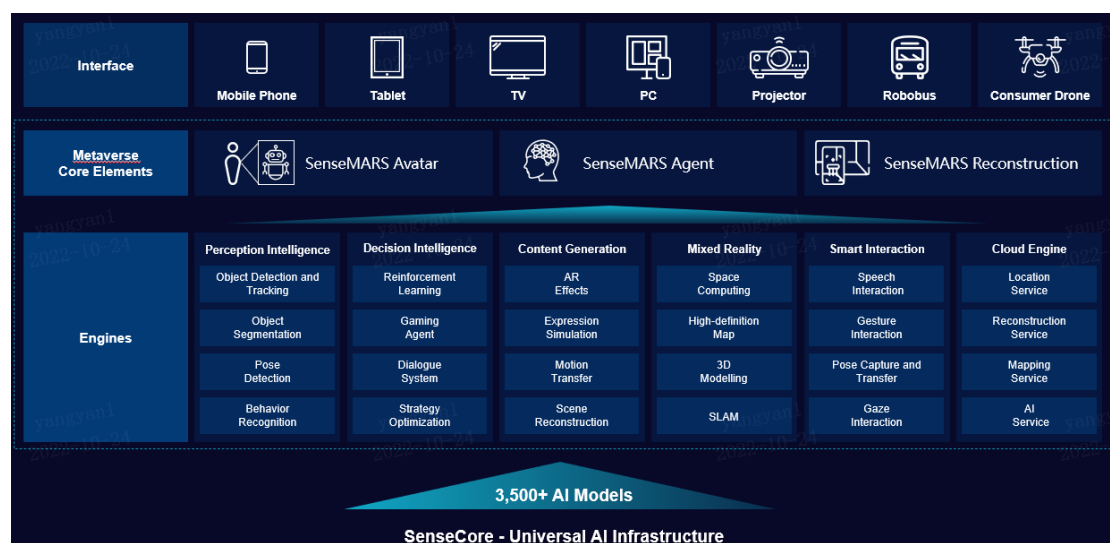 Interface
Mobile Phone
Tablet
TV
PC
Projector
Robobus
Consumer Drone
Metaverse
Core Elements
SenseMARS Avatar
SenseMARS Agent
SenseMARS Reconstruction
Engines
Perception Intelligence
Object Detection and
Tracking
Object
Segmentation
Pose
Detection
Behavior
Recognition
Decision Intelligence
Reinforcement
Learning
Gaming
Agent
Dialogue
System
Strategy
Optimization
Content Generation
AR
Effects
Expression
Simulation
Motion
Transfer
Scene
Reconstruction
Mixed Reality
Space
Computing
High-definition
Map
3D
Modelling
SLAM
Smart Interaction
Speech
Interaction
Gesture
Interaction
Pose Capture and
Transfer
Gaze
Interaction
Cloud Engine
Location
Service
Reconstruction
Service
Mapping
Service
AI
Service
3,500+ AI Models
SenseCore - Universal AI Infrastructure
yangyan1
2022-10-24